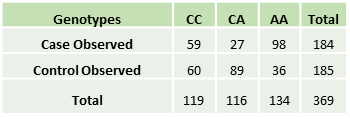 Genotypes CC CA AA Total
Case Observed 59 27 98 184
Control Observed 60 89 36 185
Total 119 116 134 369